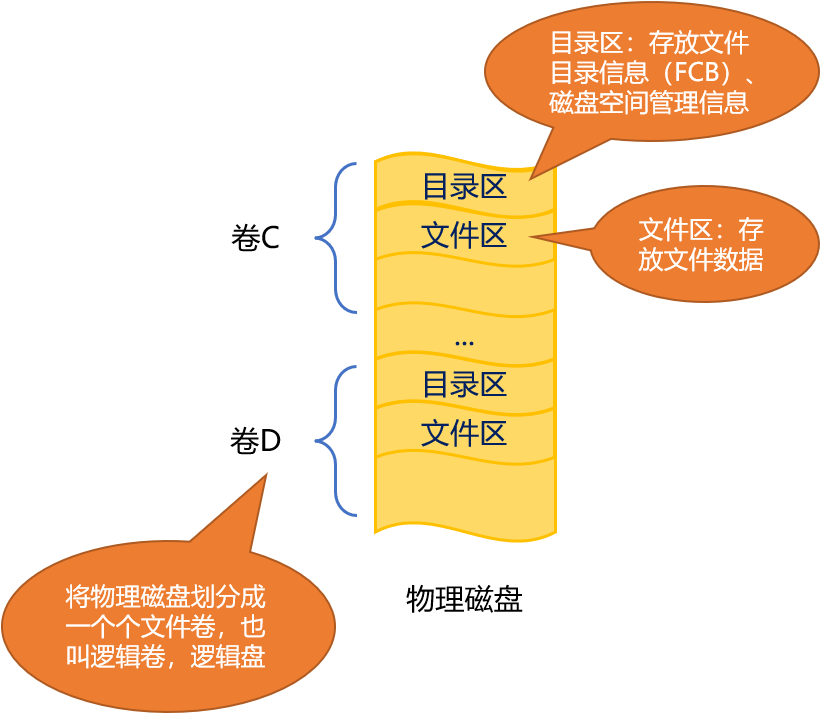 目录区：存放文件
目录信息（FCB）、
磁盘空间管理信息
目录区
文件区
文件区：存
放文件数据
卷C
...
目录区
文件区
卷D
将物理磁盘划分成
一个个文件卷，也
叫逻辑卷，逻辑盘
物理磁盘